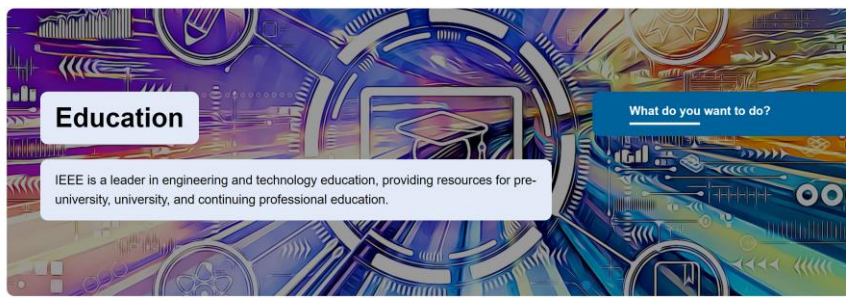 Education
What do you want to do?
IEEE is a leader in engineering and technology education, providing resources for pre-
university, university, and continuing professional education.